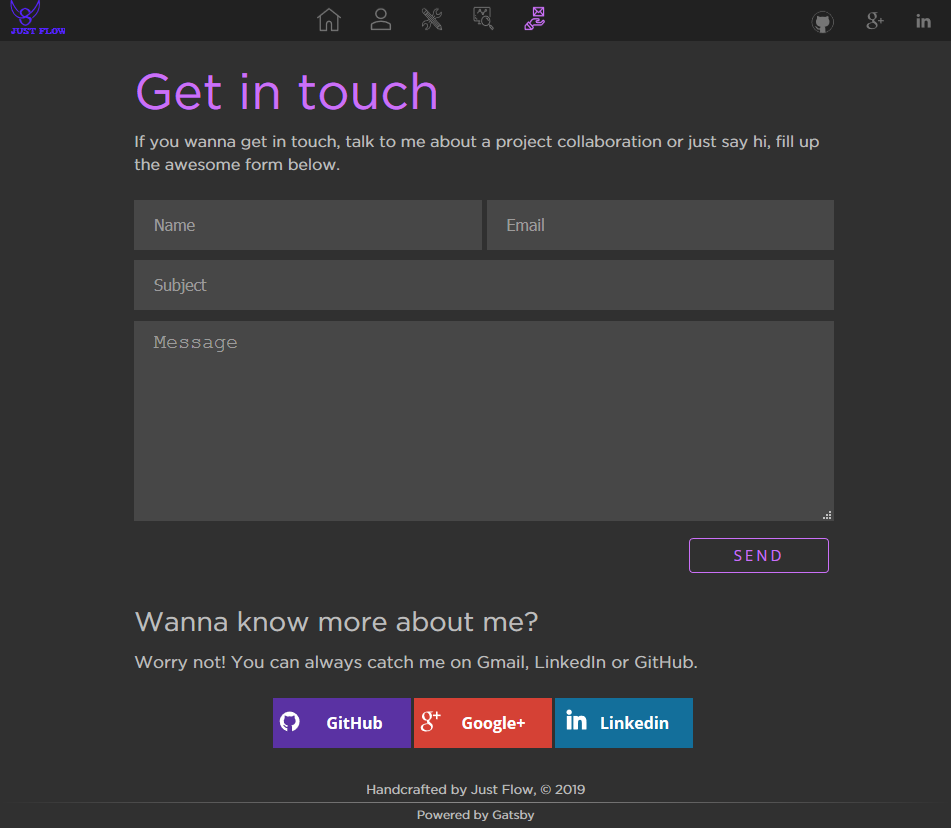 JUST FLOW
Get in touch
If you wanna get in touch, talk to me about a project collaboration or just say hi, fill up
the awesome form below.
Name Email
Subject
Message
SEND
Wanna know more about me?
Worry not! You can always catch me on Gmail, LinkedIn or GitHub.
GitHub Google+ Linkedin
Handcrafted by Just Flow, © 2019
Powered by Gatsby